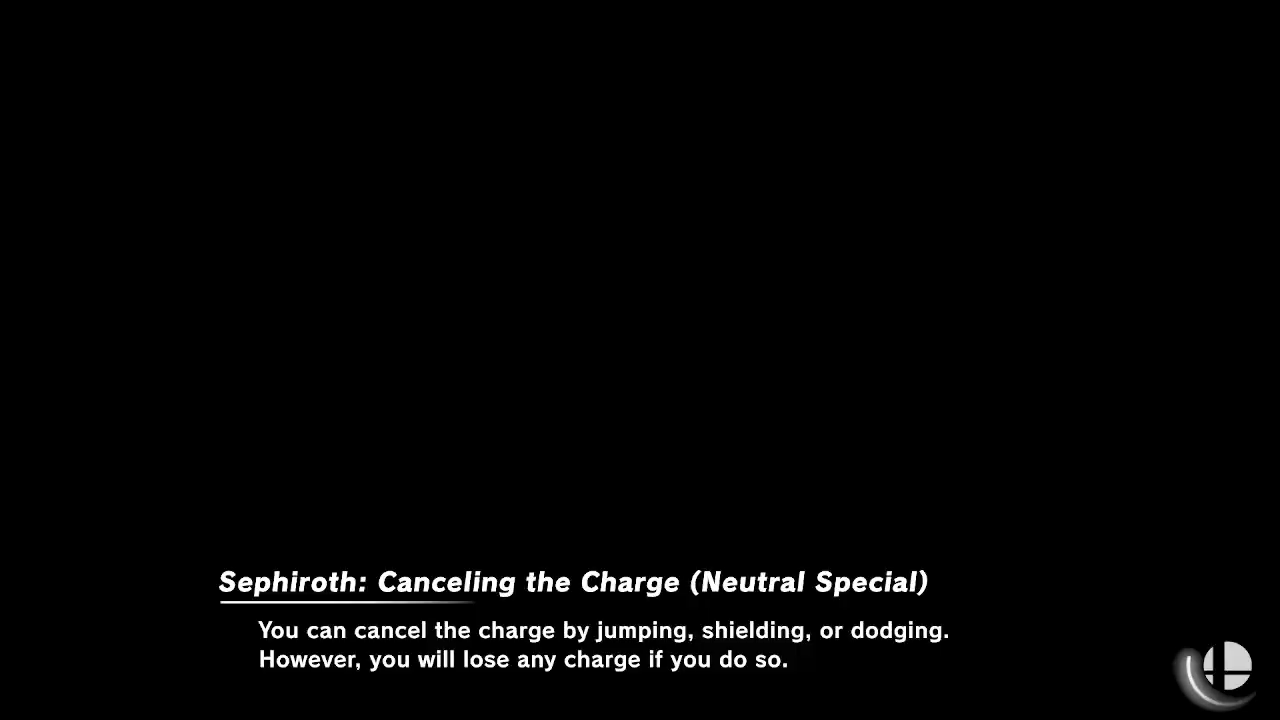 Sephiroth: Canceling the Charge (Neutral Special)
You can cancel the charge by jumping, shielding, or dodging.
However, you will lose any charge if you do so.